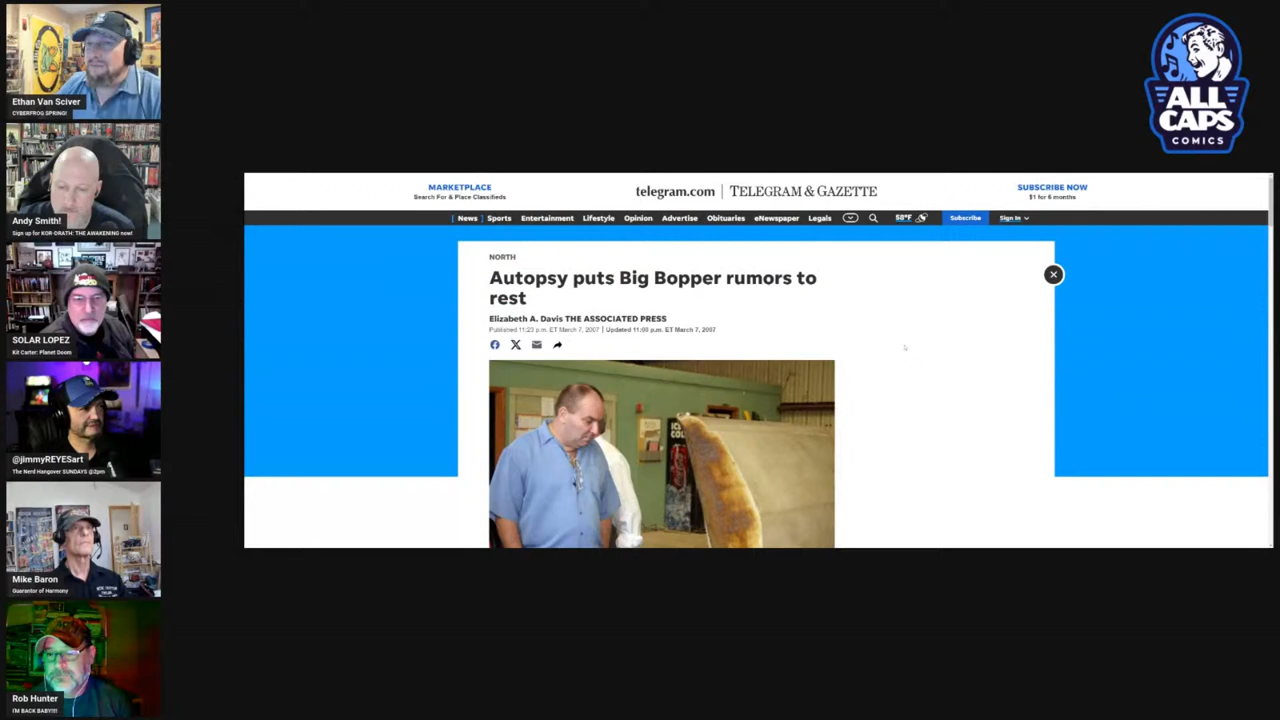 Ethan Van Sciver
CYBERFROG SPRING!
Andy Smith!
Sign up for KOR-DRATH: THE AWAKENING now!
SOLAR LOPEZ
Kit Carter: Planet Doom
@jimmyREYESart
The Nerd Hangover SUNDAYS @2pm
Mike Baron
Guarantor of Harmony
Rob Hunter
I'M BACK BABY!!!!
ALL
CAPS
COMICS
MARKETPLACE
Search For & Place Classifieds
telegram.com | TELEGRAM & GAZETTE
SUBSCRIBE NOW
$1 for 6 months
[ News ] Sports Entertainment Lifestyle Opinion Advertise Obituaries eNewspaper Legals 58°F Subscribe Sign In
NORTH
Autopsy puts Big Bopper rumors to
rest
Elizabeth A. Davis THE ASSOCIATED PRESS
Published 11:23 p.m. ET March 7, 2007 | Updated 11:00 p.m. ET March 7, 2007